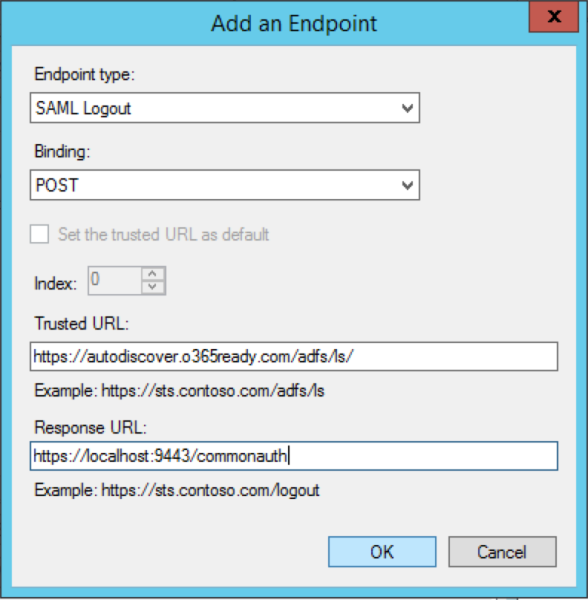 Add an Endpoint
x
Endpoint type:
SAML Logout
Binding:
POST
Set the trusted URL as default
Index: 0
Trusted URL:
https://autodiscover.o365ready.com/adfs/ls/
Example: https://sts.contoso.com/adfs/ls
Response URL:
https://localhost:9443/commonauth
Example: https://sts.contoso.com/logout
OK Cancel